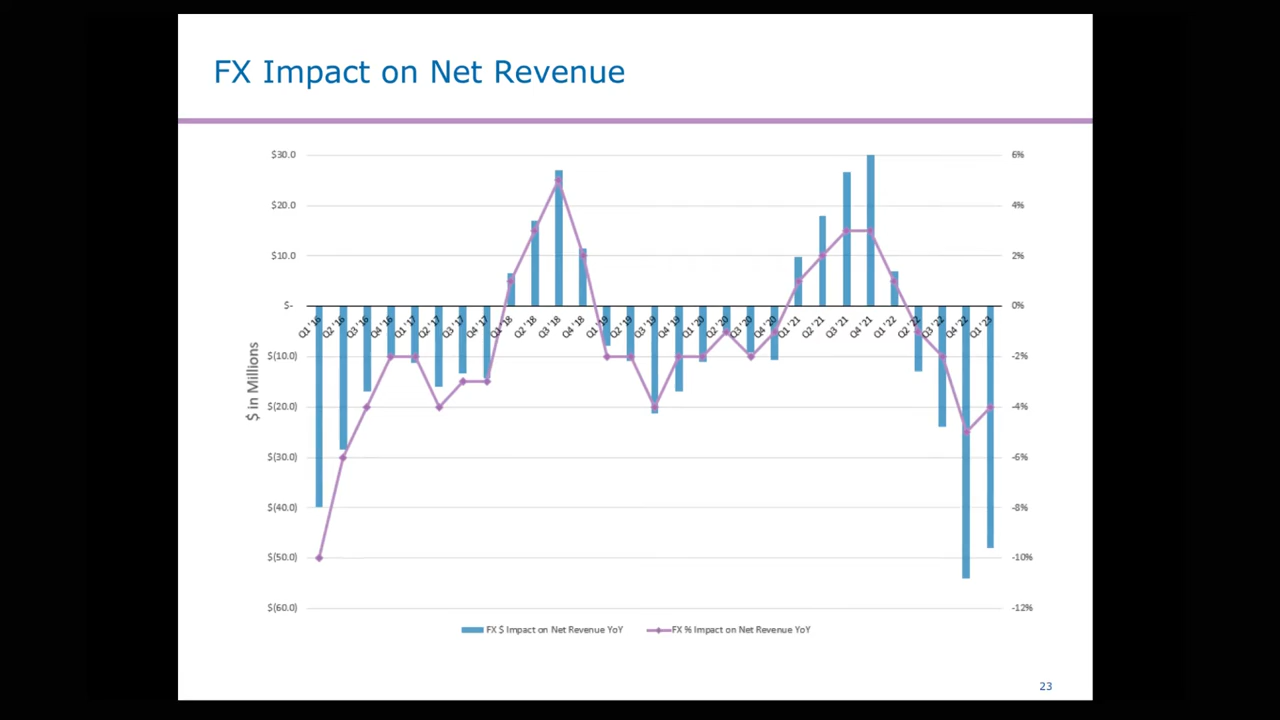 FX Impact on Net Revenue
$30.0
$20.0
$10.0
$-
$(10.0)
$(20.0)
$(30.0)
$(40.0)
$(50.0)
$(60.0)
$ in Millions
6%
4%
2%
0%
-2%
-4%
-6%
-8%
-10%
-12%
Q1 '16
Q2 '16
Q3 '16
Q4 '16
Q1 '17
Q2 '17
Q3 '17
Q4 '17
Q1 '18
Q2 '18
Q3 '18
Q4 '18
Q1 '19
Q2 '19
Q3 '19
Q4 '19
Q1 '20
Q2 '20
Q3 '20
Q4 '20
Q1 '21
Q2 '21
Q3 '21
Q4 '21
Q1 '22
Q2 '22
Q3 '22
Q4 '22
Q1 '23
FX $ Impact on Net Revenue YoY
FX % Impact on Net Revenue YoY
23